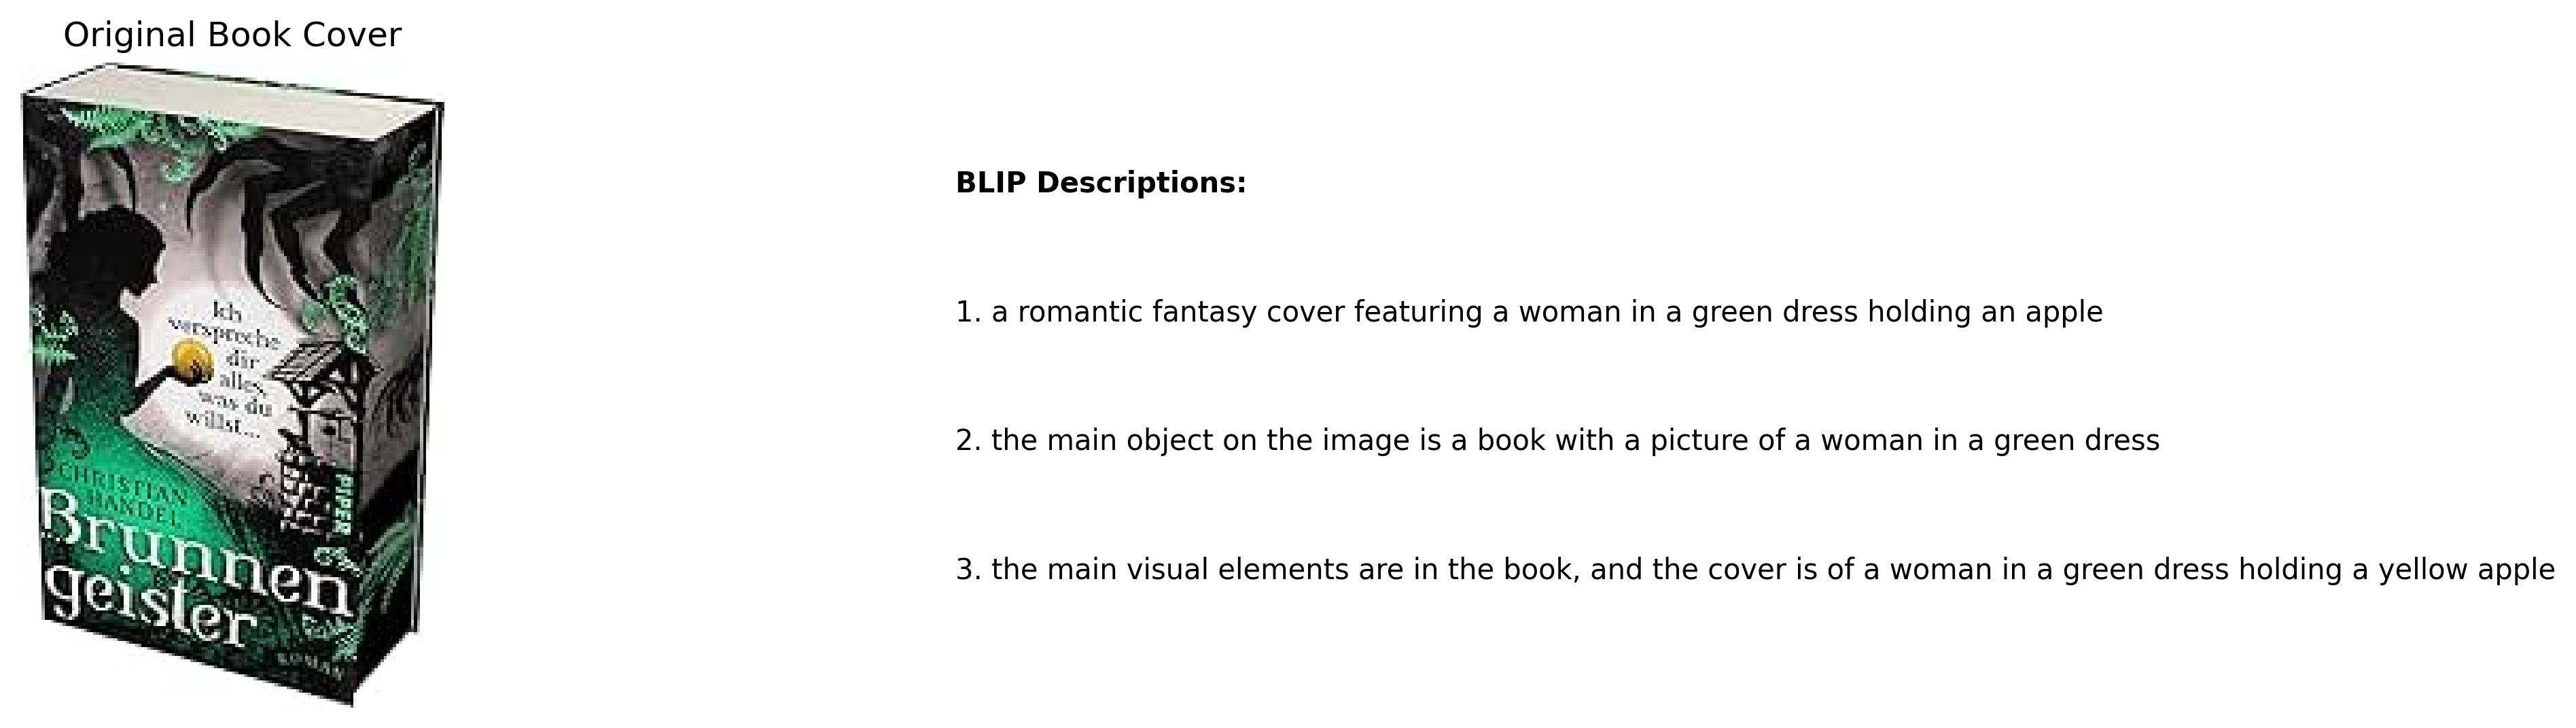 Original Book Cover
Ich
verspreche
dir
alles,
was du
willst...
CHRISTIAN
HANDEL
Brunnen
geister
ROMAN
PIPER
BLIP Descriptions:
1. a romantic fantasy cover featuring a woman in a green dress holding an apple
2. the main object on the image is a book with a picture of a woman in a green dress
3. the main visual elements are in the book, and the cover is of a woman in a green dress holding a yellow apple